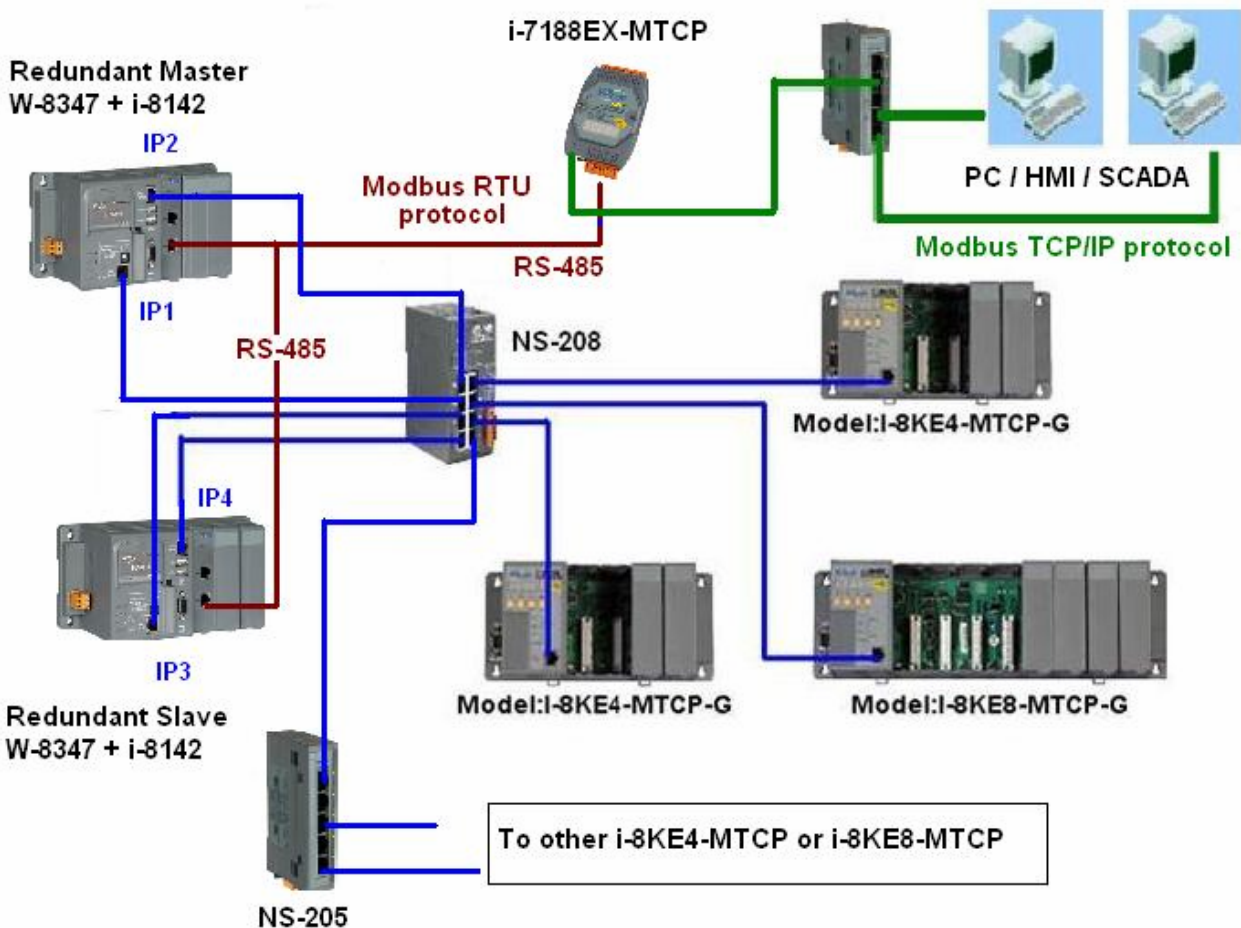 i-7188EX-MTCP
Redundant Master
W-8347 + i-8142
IP2
Modbus RTU
protocol
PC / HMI / SCADA
Modbus TCP/IP protocol
RS-485
IP1
RS-485
NS-208
Model:I-8KE4-MTCP-G
IP4
IP3
Model:I-8KE4-MTCP-G
Model:I-8KE8-MTCP-G
Redundant Slave
W-8347 + i-8142
To other i-8KE4-MTCP or i-8KE8-MTCP
NS-205